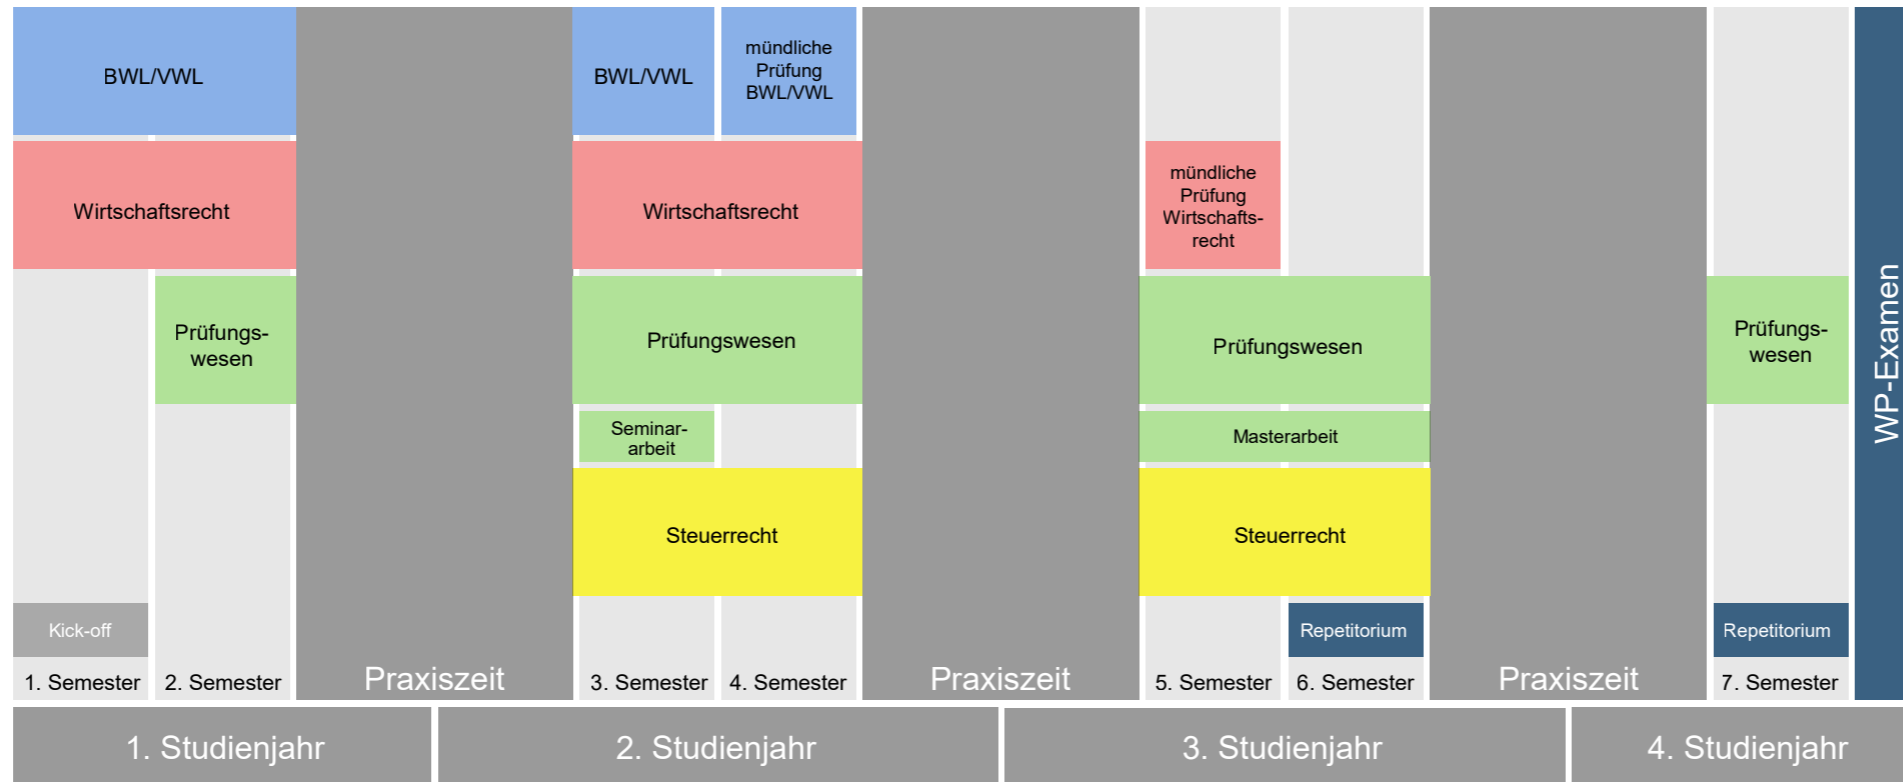 BWL/VWL
BWL/VWL
mündliche
Prüfung
BWL/VWL
Wirtschaftsrecht
Wirtschaftsrecht
mündliche
Prüfung
Wirtschafts-
recht
Prüfungs-
wesen
Prüfungswesen
Prüfungswesen
Prüfungs-
wesen
Seminar-
arbeit
Masterarbeit
Steuerrecht
Steuerrecht
Kick-off
Repetitorium
Repetitorium
1. Semester
2. Semester
Praxiszeit
3. Semester
4. Semester
Praxiszeit
5. Semester
6. Semester
Praxiszeit
7. Semester
WP-Examen
1. Studienjahr
2. Studienjahr
3. Studienjahr
4. Studienjahr